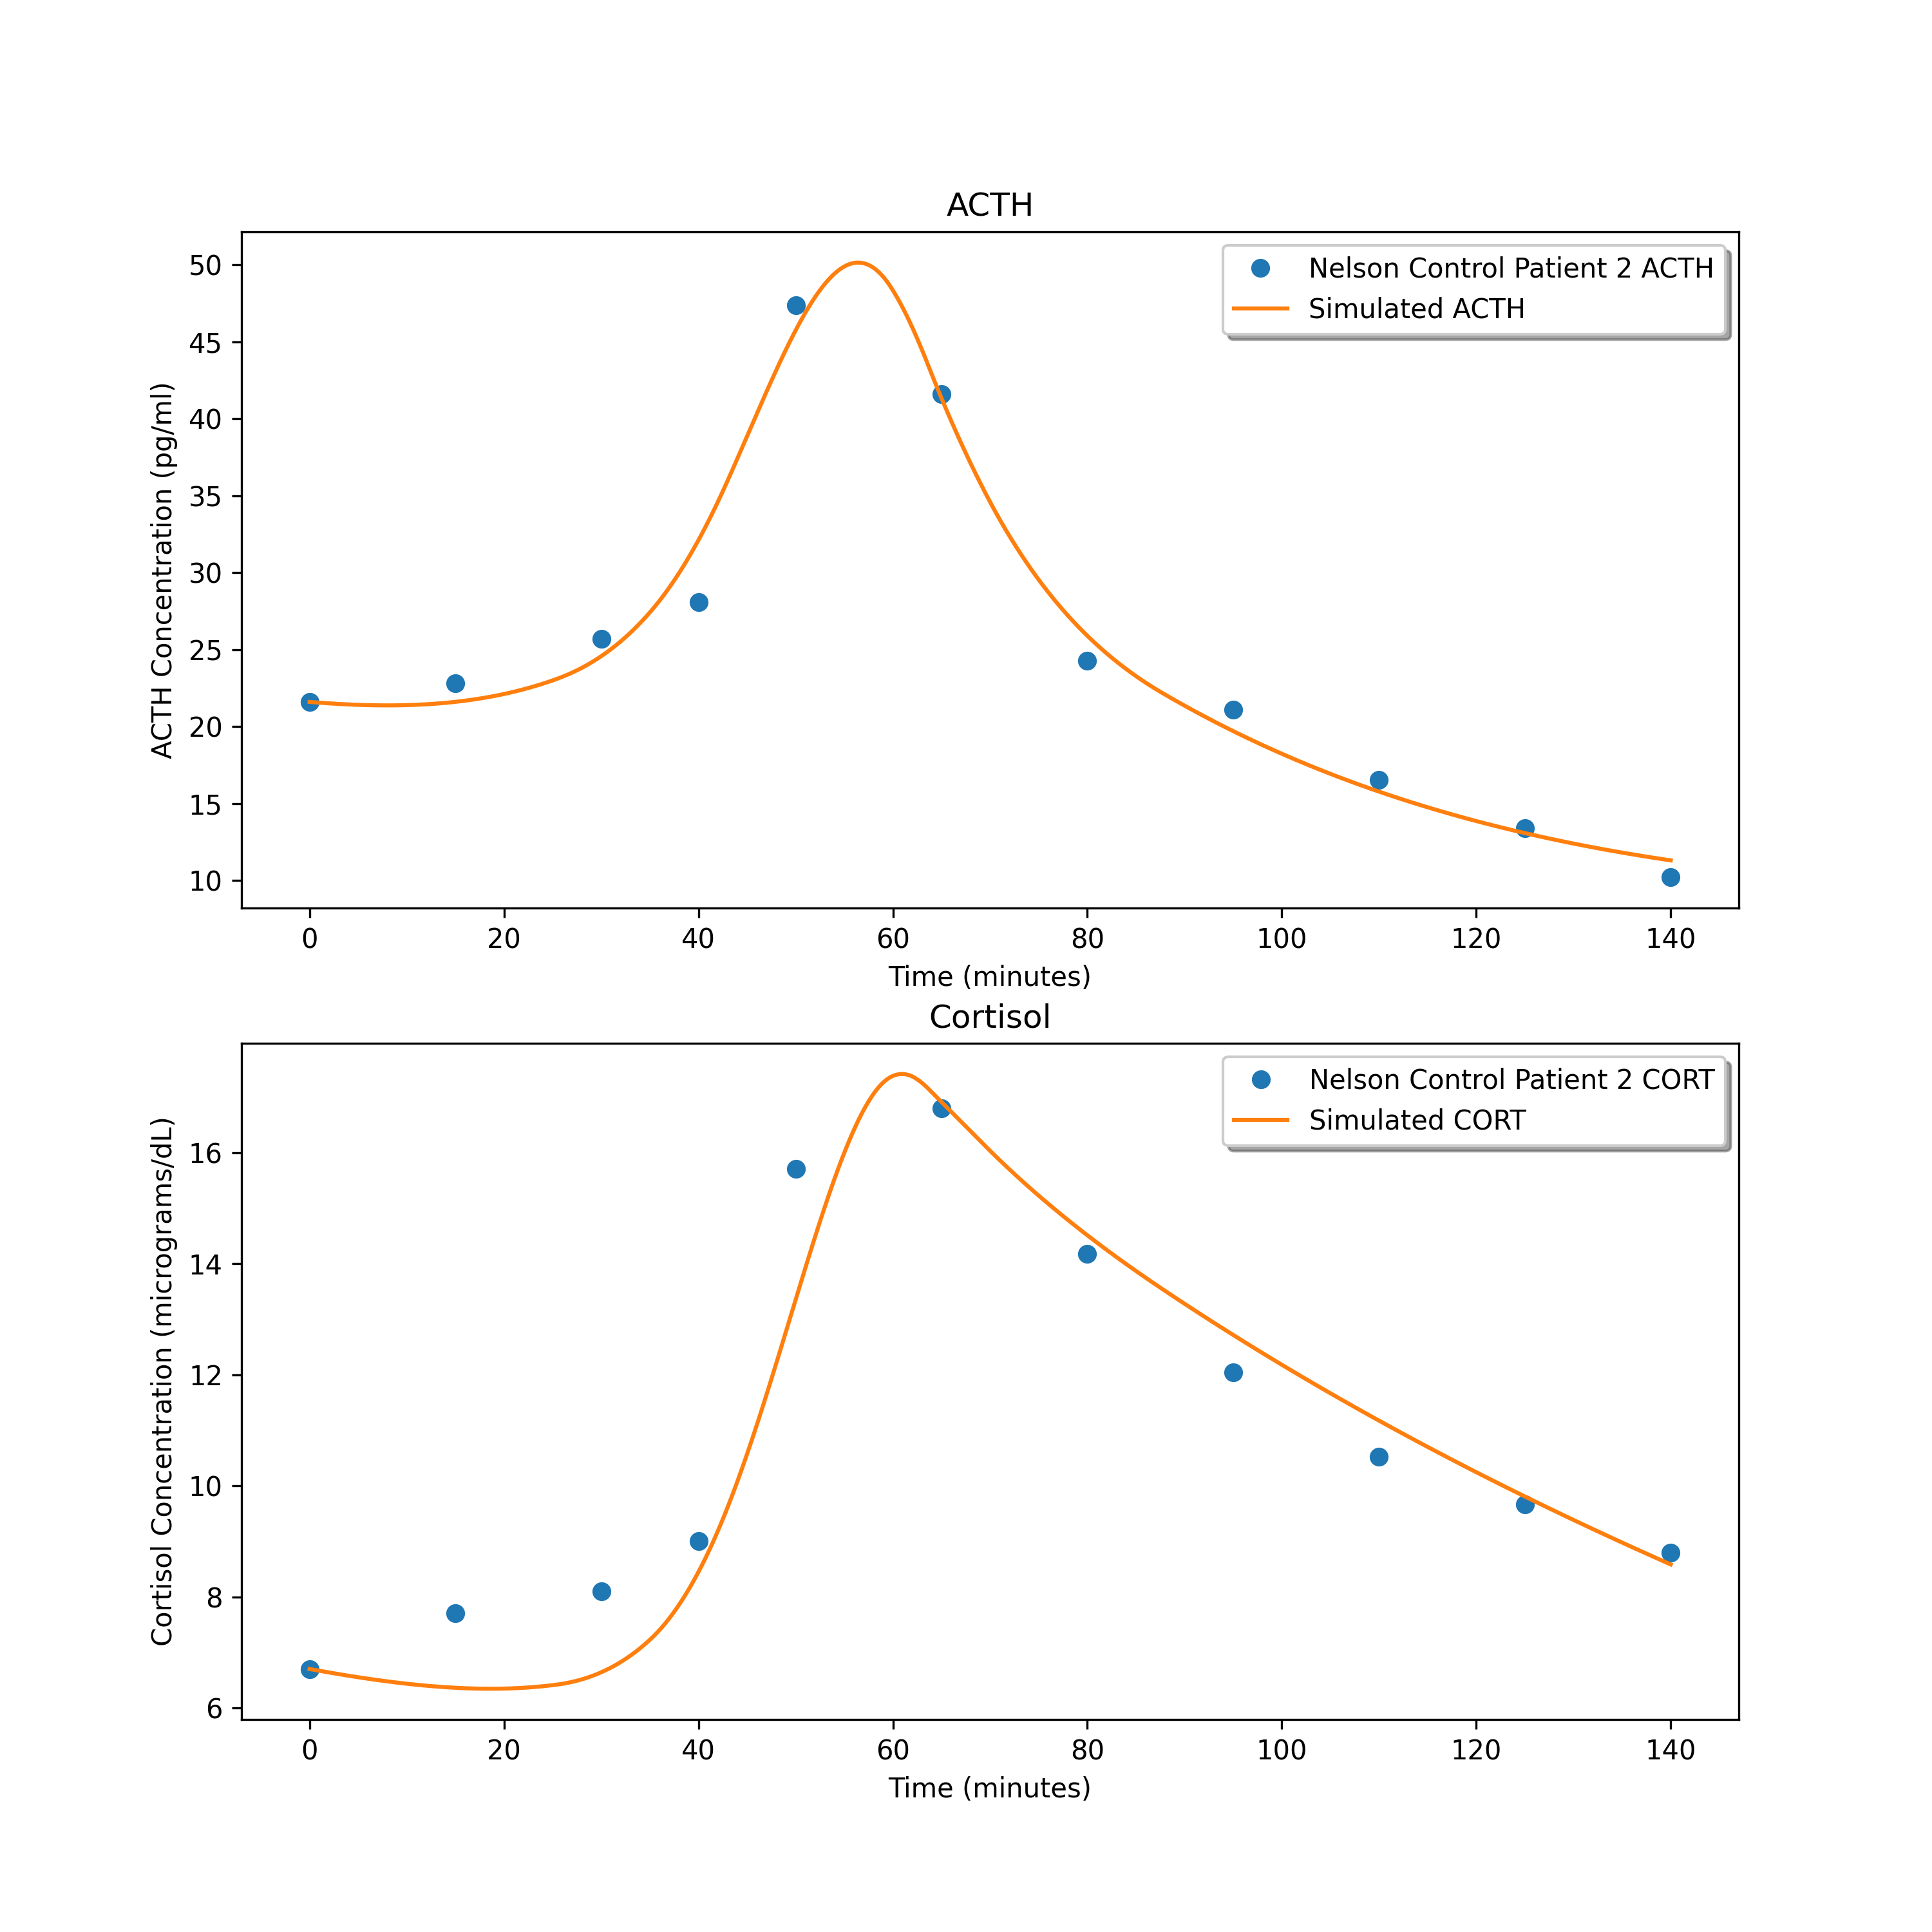 ACTH
Nelson Control Patient 2 ACTH
Simulated ACTH
ACTH Concentration (pg/ml)
50
45
40
35
30
25
20
15
10
0 20 40 60 80 100 120 140
Time (minutes)
Cortisol
Nelson Control Patient 2 CORT
Simulated CORT
Cortisol Concentration (micrograms/dL)
16
14
12
10
8
6
0 20 40 60 80 100 120 140
Time (minutes)